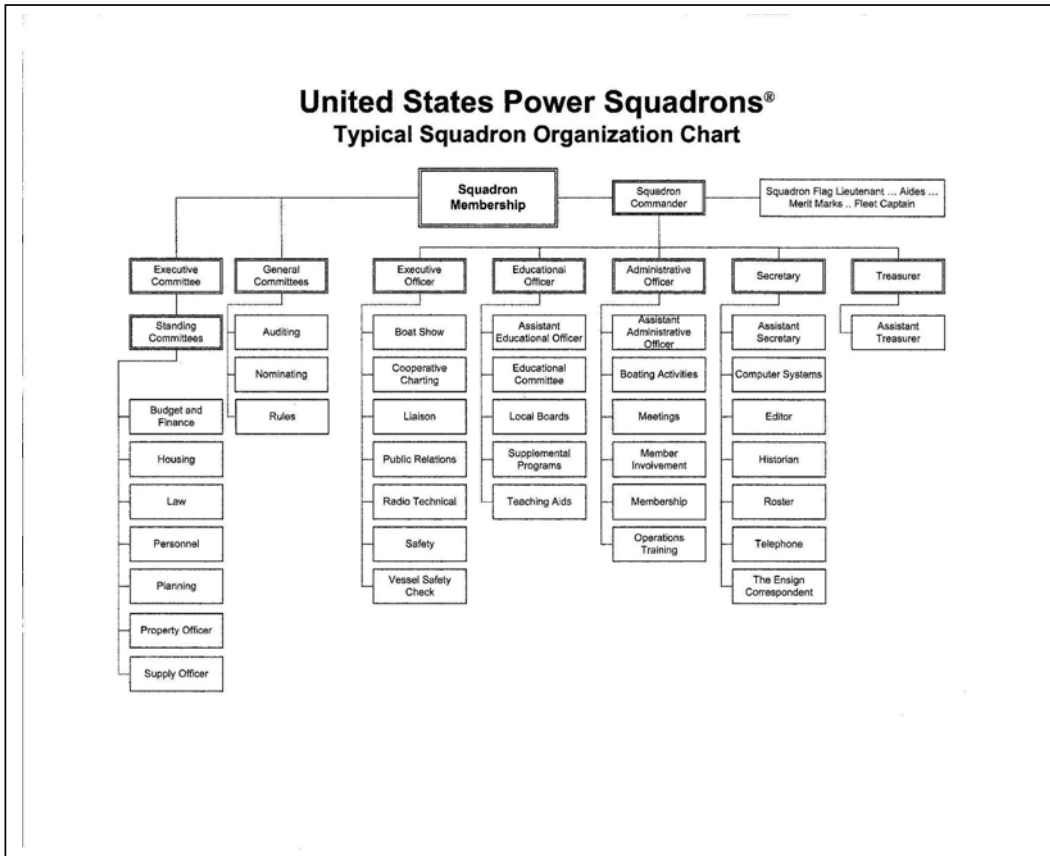 United States Power Squadrons®
Typical Squadron Organization Chart
Squadron
Membership
Squadron
Commander
Squadron Flag Lieutenant ... Aides ...
Merit Marks .. Fleet Captain
Executive
Committee
General
Committees
Executive
Officer
Educational
Officer
Administrative
Officer
Secretary
Treasurer
Standing
Committees
Budget and
Finance
Housing
Law
Personnel
Planning
Property Officer
Supply Officer
Auditing
Nominating
Rules
Boat Show
Cooperative
Charting
Liaison
Public Relations
Radio Technical
Safety
Vessel Safety
Check
Assistant
Educational Officer
Educational
Committee
Local Boards
Supplemental
Programs
Teaching Aids
Assistant
Administrative
Officer
Boating Activities
Meetings
Member
Involvement
Membership
Operations
Training
Assistant
Secretary
Computer Systems
Editor
Historian
Roster
Telephone
The Ensign
Correspondent
Assistant
Treasurer